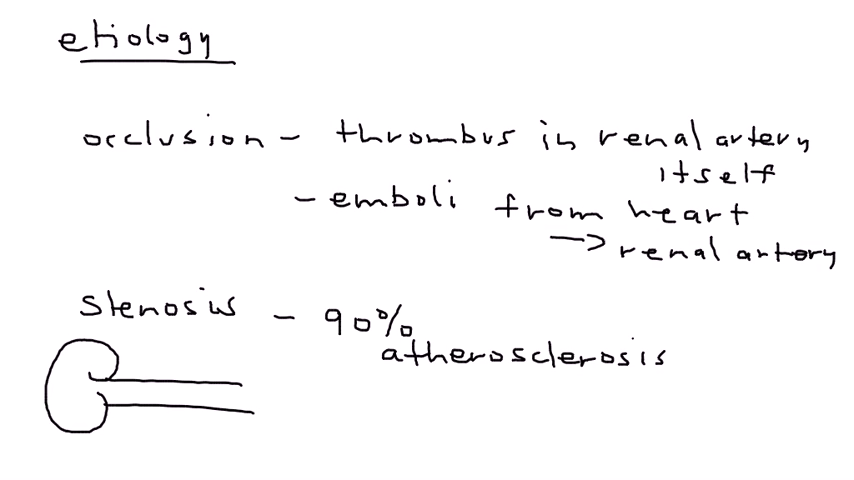 etiology
occlusion - thrombus in renal artery
itself
- emboli from heart
→ renal artery
Stenosis - 90%
atherosclerosis